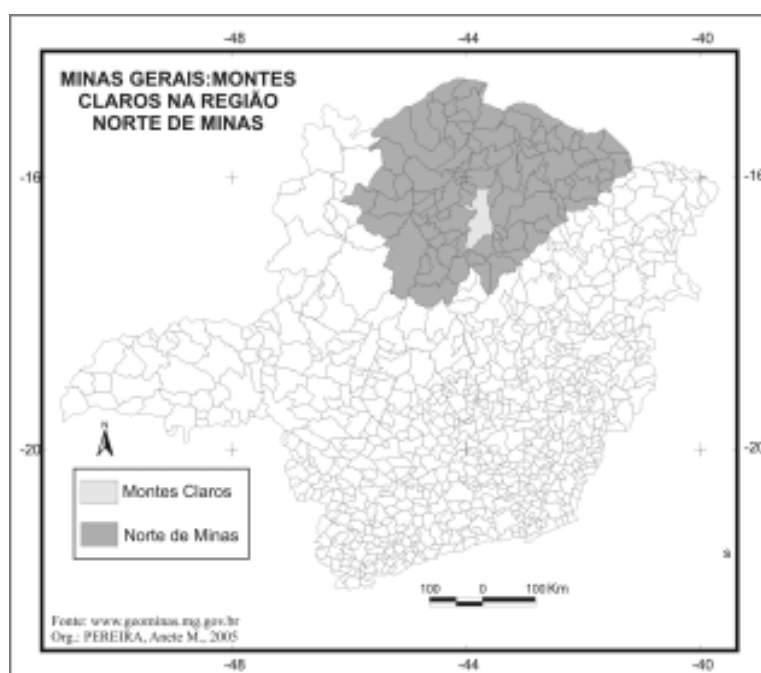 -48 -44 -40
MINAS GERAIS:MONTES
CLAROS NA REGIÃO
NORTE DE MINAS
-16 -16
N
-20 -20
Montes Claros
Norte de Minas
s
100 0 100 Km
Fonte: www.geominas.mg.gov.br
Org.: PEREIRA, Anete M., 2005
-48 -44 -40